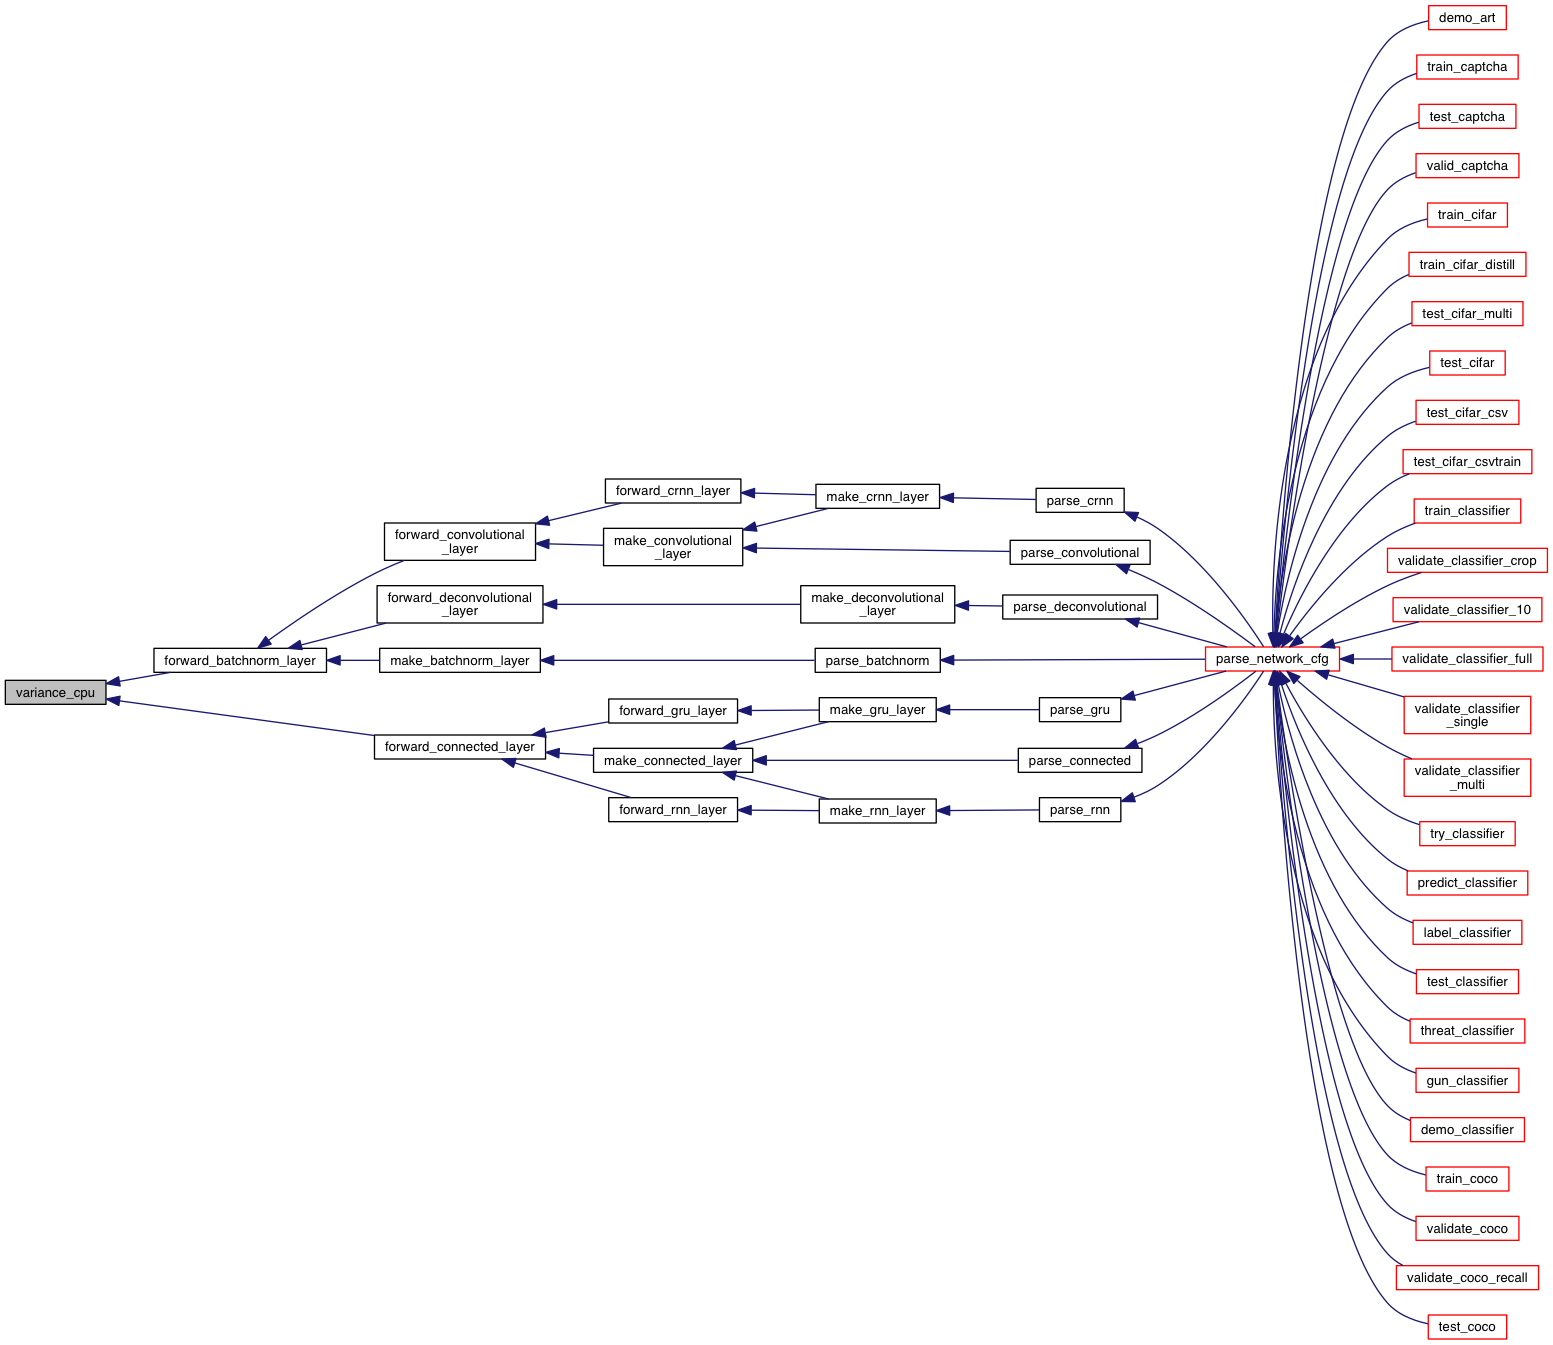 variance_cpu
forward_batchnorm_layer
forward_connected_layer
forward_convolutional
_layer
forward_deconvolutional
_layer
make_batchnorm_layer
forward_crnn_layer
make_convolutional
_layer
forward_gru_layer
make_connected_layer
forward_rnn_layer
make_crnn_layer
make_deconvolutional
_layer
parse_batchnorm
make_gru_layer
make_rnn_layer
parse_crnn
parse_convolutional
parse_deconvolutional
parse_gru
parse_connected
parse_rnn
parse_network_cfg
demo_art
train_captcha
test_captcha
valid_captcha
train_cifar
train_cifar_distill
test_cifar_multi
test_cifar
test_cifar_csv
test_cifar_csvtrain
train_classifier
validate_classifier_crop
validate_classifier_10
validate_classifier_full
validate_classifier
_single
validate_classifier
_multi
try_classifier
predict_classifier
label_classifier
test_classifier
threat_classifier
gun_classifier
demo_classifier
train_coco
validate_coco
validate_coco_recall
test_coco